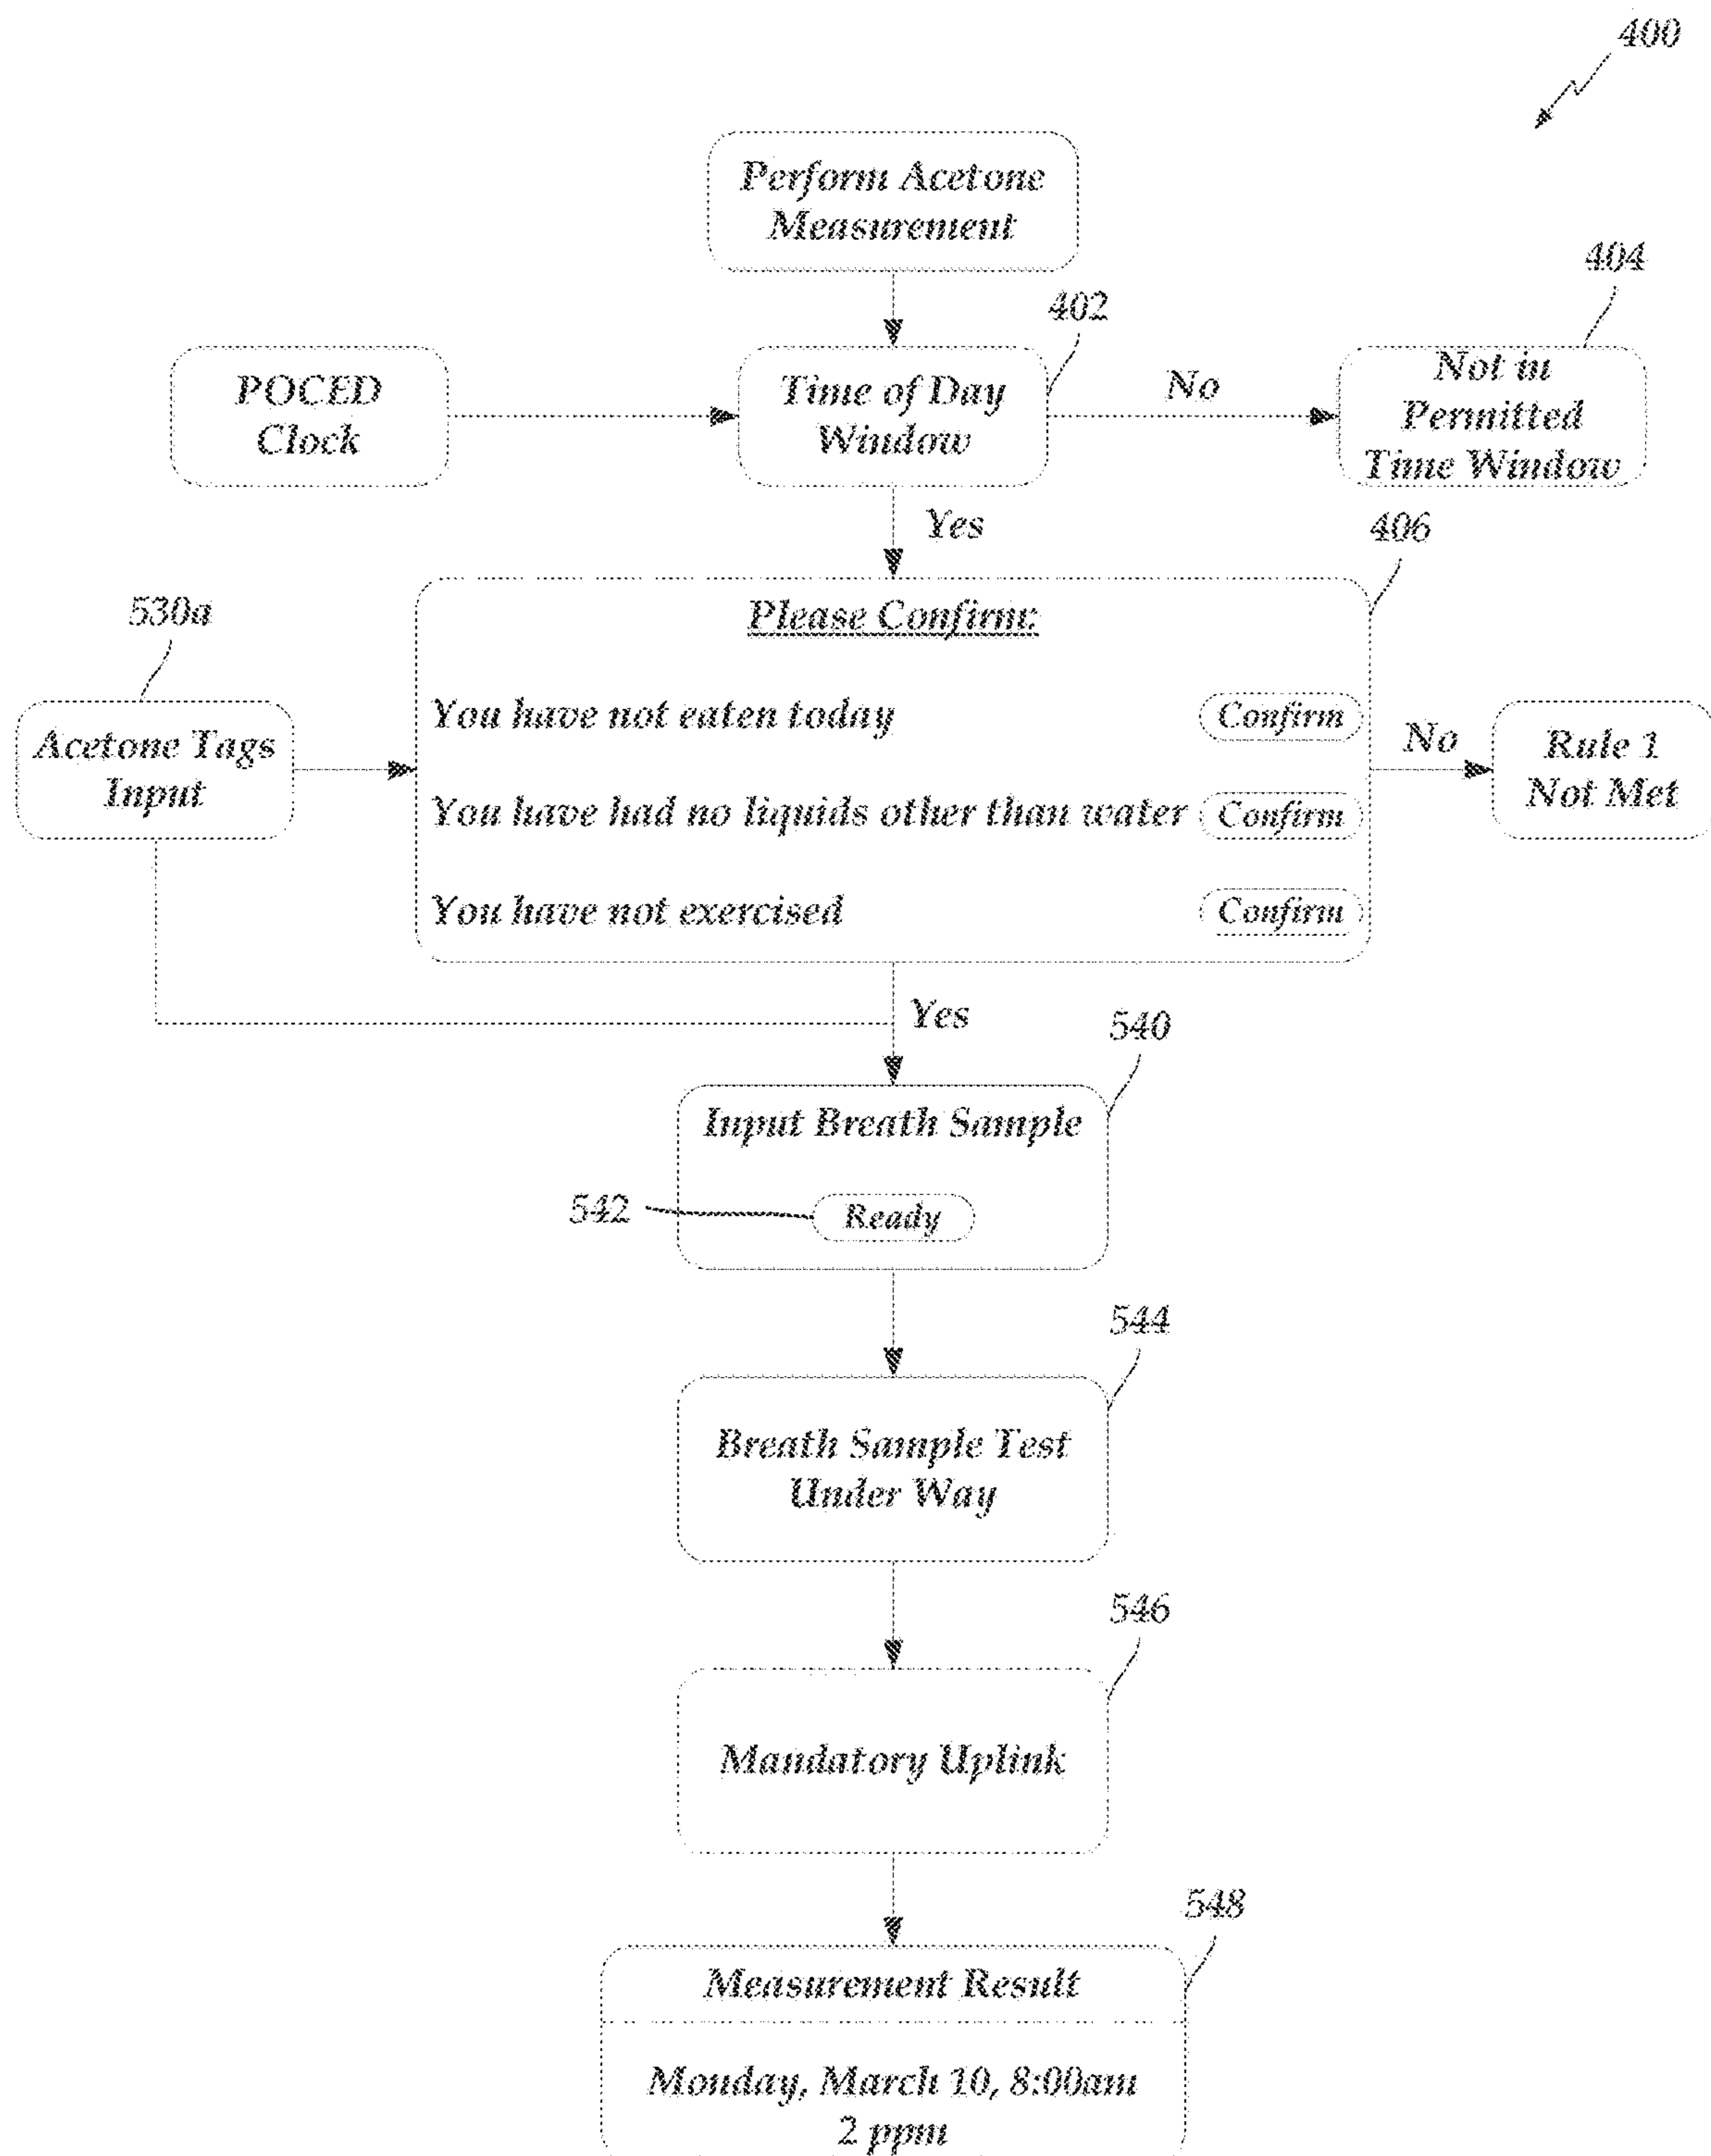 400
Perform Acetone
Measurement
402
404
POCED
Clock
Time of Day
Window
No
Not in
Permitted
Time Window
Yes
406
530a
Please Confirm:
Acetone Tags
Input
You have not eaten today
Confirm
You have had no liquids other than water
Confirm
You have not exercised
Confirm
No
Rule 1
Not Met
Yes
540
Input Breath Sample
542
Ready
544
Breath Sample Test
Under Way
546
Mandatory Uplink
548
Measurement Result
Monday, March 10, 8:00am
2 ppm